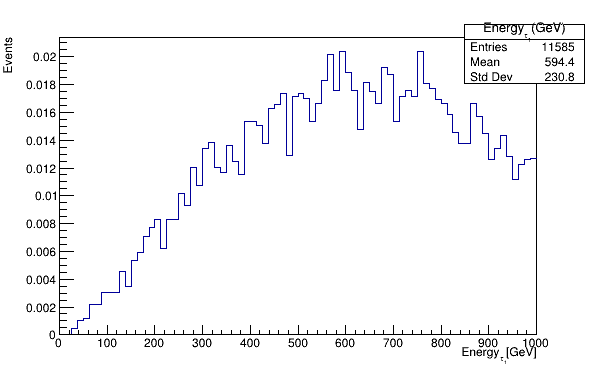 Energy_τ₁ (GeV)
Entries 11585
Mean 594.4
Std Dev 230.8
Events
0.02
0.018
0.016
0.014
0.012
0.01
0.008
0.006
0.004
0.002
0
0 100 200 300 400 500 600 700 800 900 1000
Energy_τ₁ [GeV]